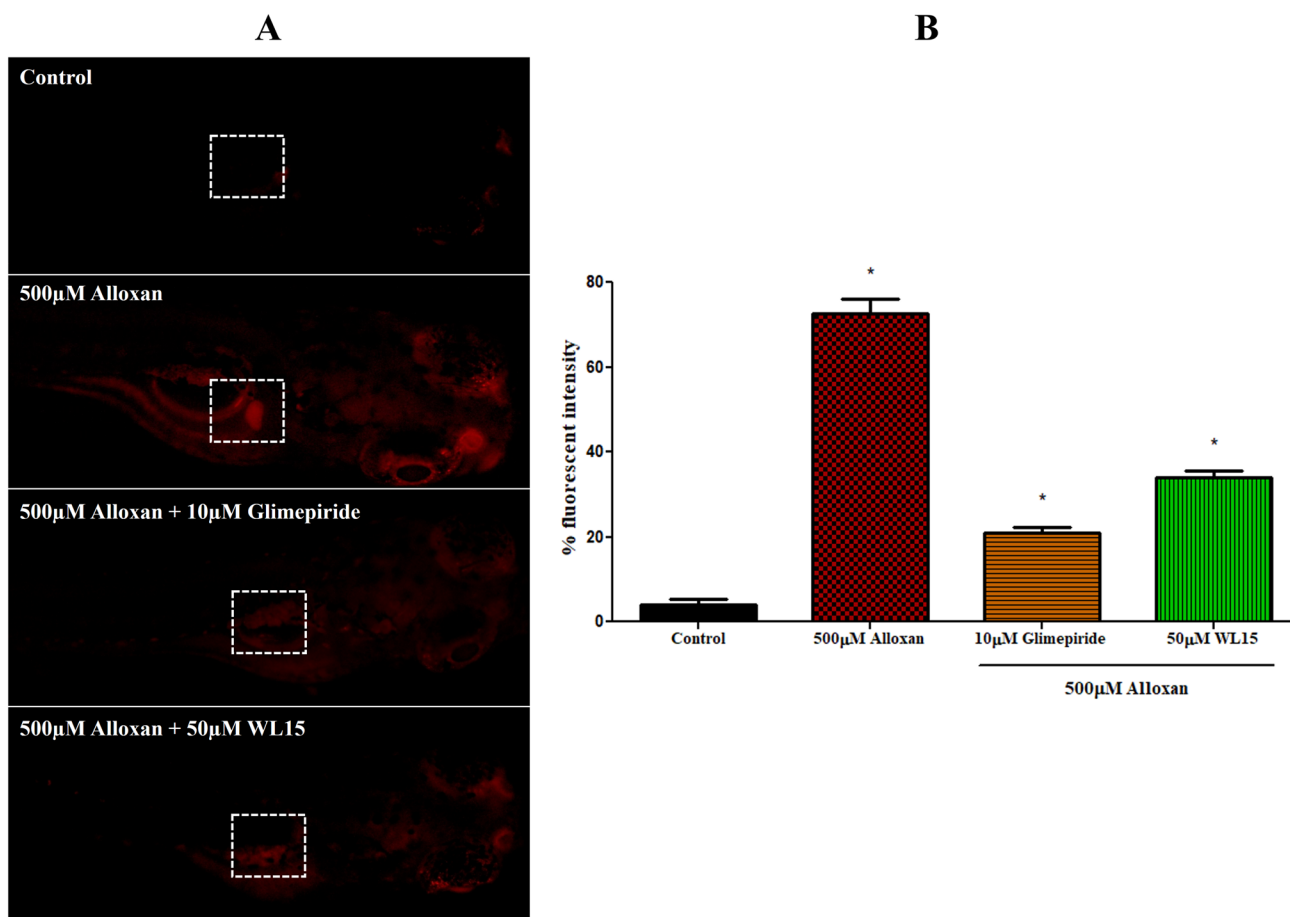 A
Control
500μM Alloxan
500μM Alloxan + 10μM Glimepiride
500μM Alloxan + 50μM WL15
B
% fluorescent intensity
80
60
40
20
0
*
*
*
Control
500μM Alloxan
10μM Glimepiride
50μM WL15
500μM Alloxan